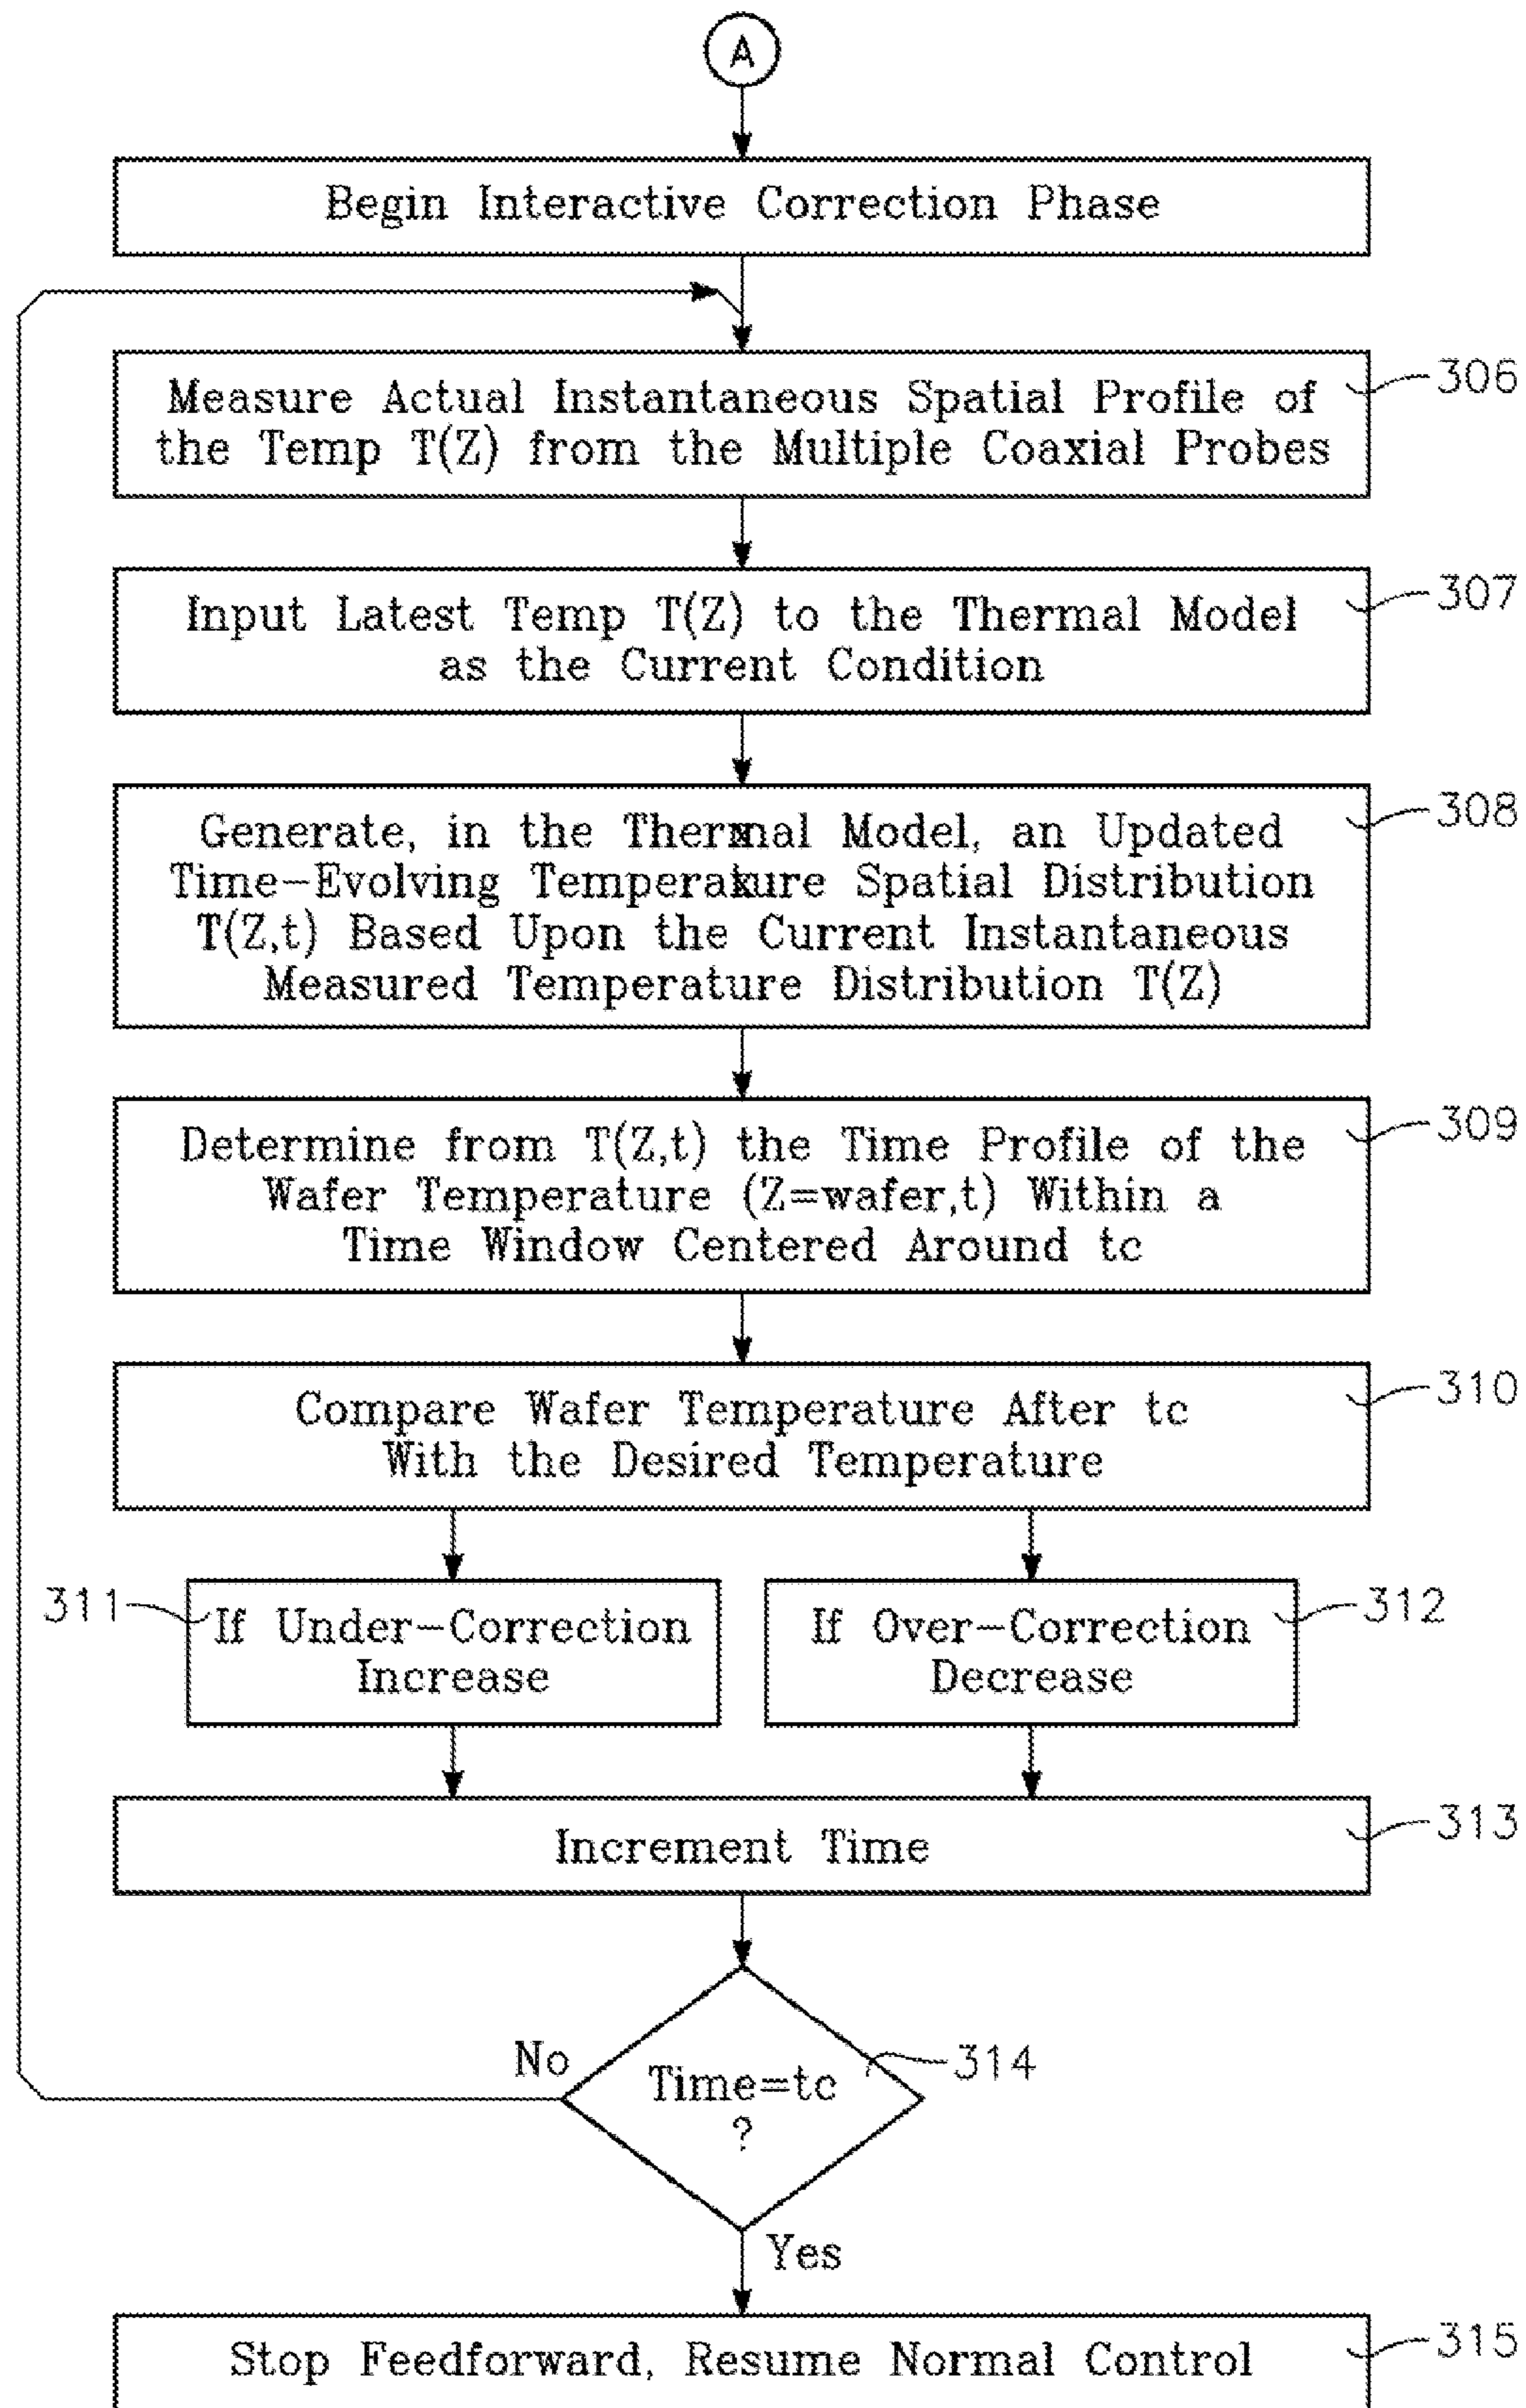 A
Begin Interactive Correction Phase
Measure Actual Instantaneous Spatial Profile of
the Temp T(Z) from the Multiple Coaxial Probes
306
Input Latest Temp T(Z) to the Thermal Model
as the Current Condition
307
Generate, in the Thermal Model, an Updated
Time-Evolving Temperature Spatial Distribution
T(Z,t) Based Upon the Current Instantaneous
Measured Temperature Distribution T(Z)
308
Determine from T(Z,t) the Time Profile of the
Wafer Temperature (Z=wafer,t) Within a
Time Window Centered Around tc
309
Compare Wafer Temperature After tc
With the Desired Temperature
310
311
If Under-Correction
Increase
If Over-Correction
Decrease
312
Increment Time
313
No
Time=tc
?
314
Yes
Stop Feedforward, Resume Normal Control
315